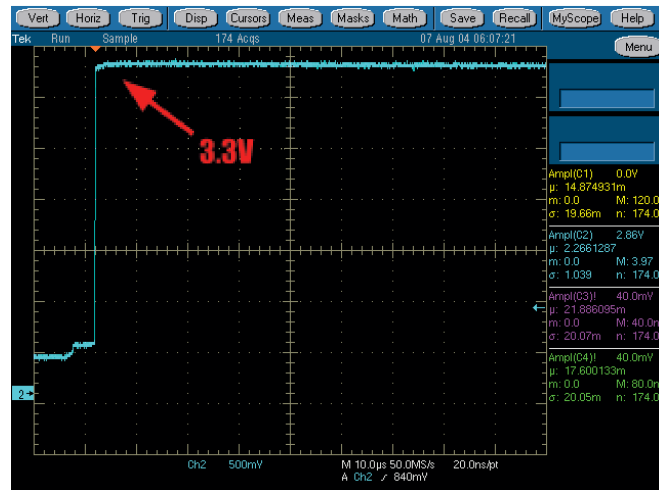 Vert Horiz Trig Disp Cursors Meas Masks Math Save Recall MyScope Help
Tek Run Sample 174 Acqs 07 Aug 04 06:07:21
Menu
3.3V
Ampl(C1) 0.0V
µ: 14.874931m
m: 0.0 M: 120.0
σ: 19.66m n: 174.0
Ampl(C2) 2.86V
µ: 2.2661287
m: 0.0 M: 3.97
σ: 1.039 n: 174.0
Ampl(C3)! 40.0mV
µ: 21.886095m
m: 0.0 M: 40.0m
σ: 20.07m n: 174.0
Ampl(C4)! 40.0mV
µ: 17.600133m
m: 0.0 M: 80.0m
σ: 20.05m n: 174.0
2
Ch2 500mV M 10.0µs 50.0MS/s 20.0ns/pt
A Ch2 ⁄ 840mV